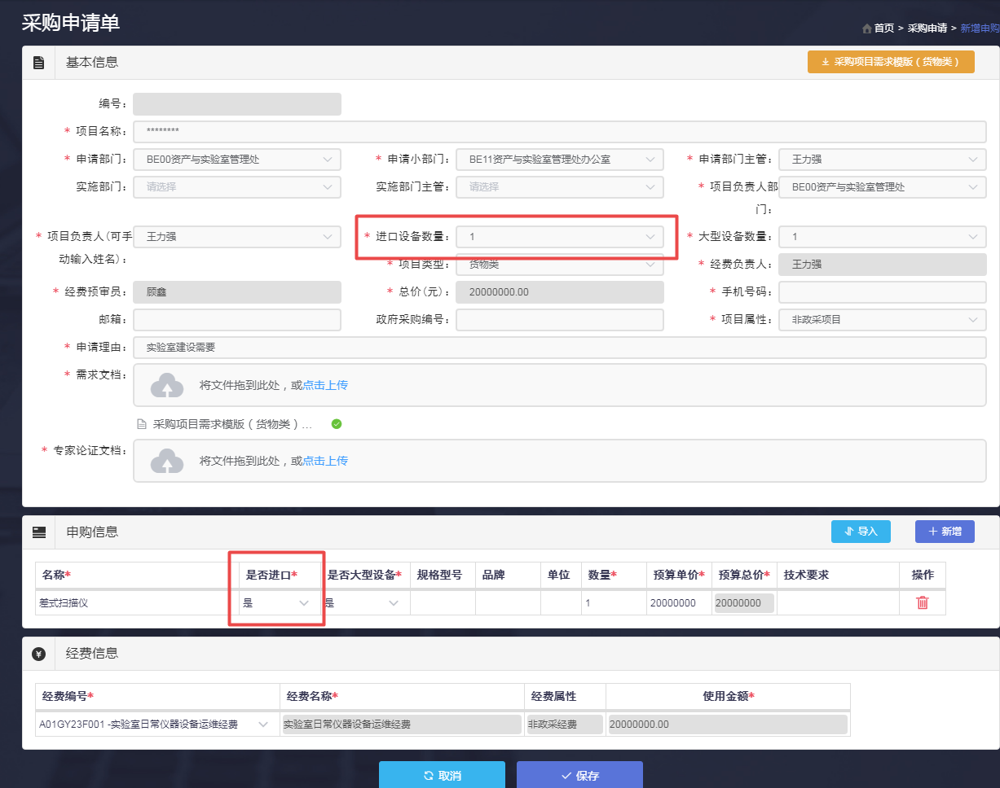 采购申请单
首页 > 采购申请 > 新增申购
基本信息
采购项目需求模版（货物类）
编号：
* 项目名称： ********
* 申请部门： BE00资产与实验室管理处 * 申请小部门： BE11资产与实验室管理处办公室 * 申请部门主管： 王力强
实施部门： 请选择 实施部门主管： 请选择 * 项目负责人部门： BE00资产与实验室管理处
* 项目负责人(可手动输入姓名)： 王力强 * 进口设备数量： 1 * 大型设备数量： 1
* 项目类型： 货物类 * 经费负责人： 王力强
* 经费预审员： 顾鑫 * 总价(元)： 20000000.00 * 手机号码：
邮箱： 政府采购编号： * 项目属性： 非政采项目
* 申请理由： 实验室建设需要
* 需求文档： 将文件拖到此处，或点击上传
采购项目需求模版（货物类）...
* 专家论证文档： 将文件拖到此处，或点击上传
申购信息 导入 + 新增
名称* 是否进口* 是否大型设备* 规格型号 品牌 单位 数量* 预算单价* 预算总价* 技术要求 操作
差式扫描仪 是 是 1 20000000 20000000
¥ 经费信息
经费编号* 经费名称* 经费属性 使用金额*
A01GY23F001 -实验室日常仪器设备运维经费 实验室日常仪器设备运维经费 非政采经费 20000000.00
取消 保存